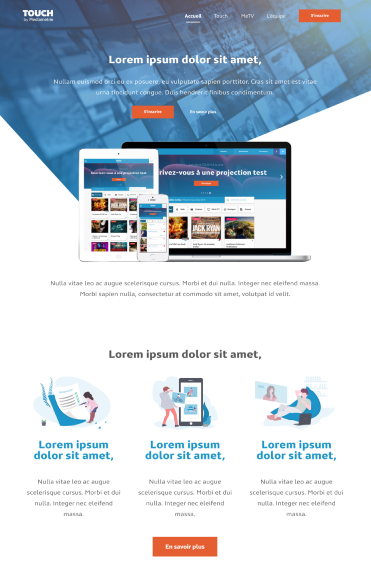 TOUCH
by Médiamétrie
Accueil Touch MeTV L'équipe S'inscrire
Lorem ipsum dolor sit amet,
Nullam euismod orci eu ex posuere, eu vulputate sapien porttitor. Cras sit amet est vitae
urna tincidunt congue. Duis hendrerit finibus condimentum.
S'inscrire En savoir plus
rivez-vous à une projection test
JACK RYAN
Nulla vitae leo ac augue scelerisque cursus. Morbi et dui nulla. Integer nec eleifend massa.
Morbi sapien nulla, consectetur at commodo sit amet, volutpat id velit.
Lorem ipsum dolor sit amet,
Lorem ipsum
dolor sit amet,
Nulla vitae leo ac augue
scelerisque cursus. Morbi et dui
nulla. Integer nec eleifend
massa.
Lorem ipsum
dolor sit amet,
Nulla vitae leo ac augue
scelerisque cursus. Morbi et dui
nulla. Integer nec eleifend
massa.
Lorem ipsum
dolor sit amet,
Nulla vitae leo ac augue
scelerisque cursus. Morbi et dui
nulla. Integer nec eleifend
massa.
En savoir plus